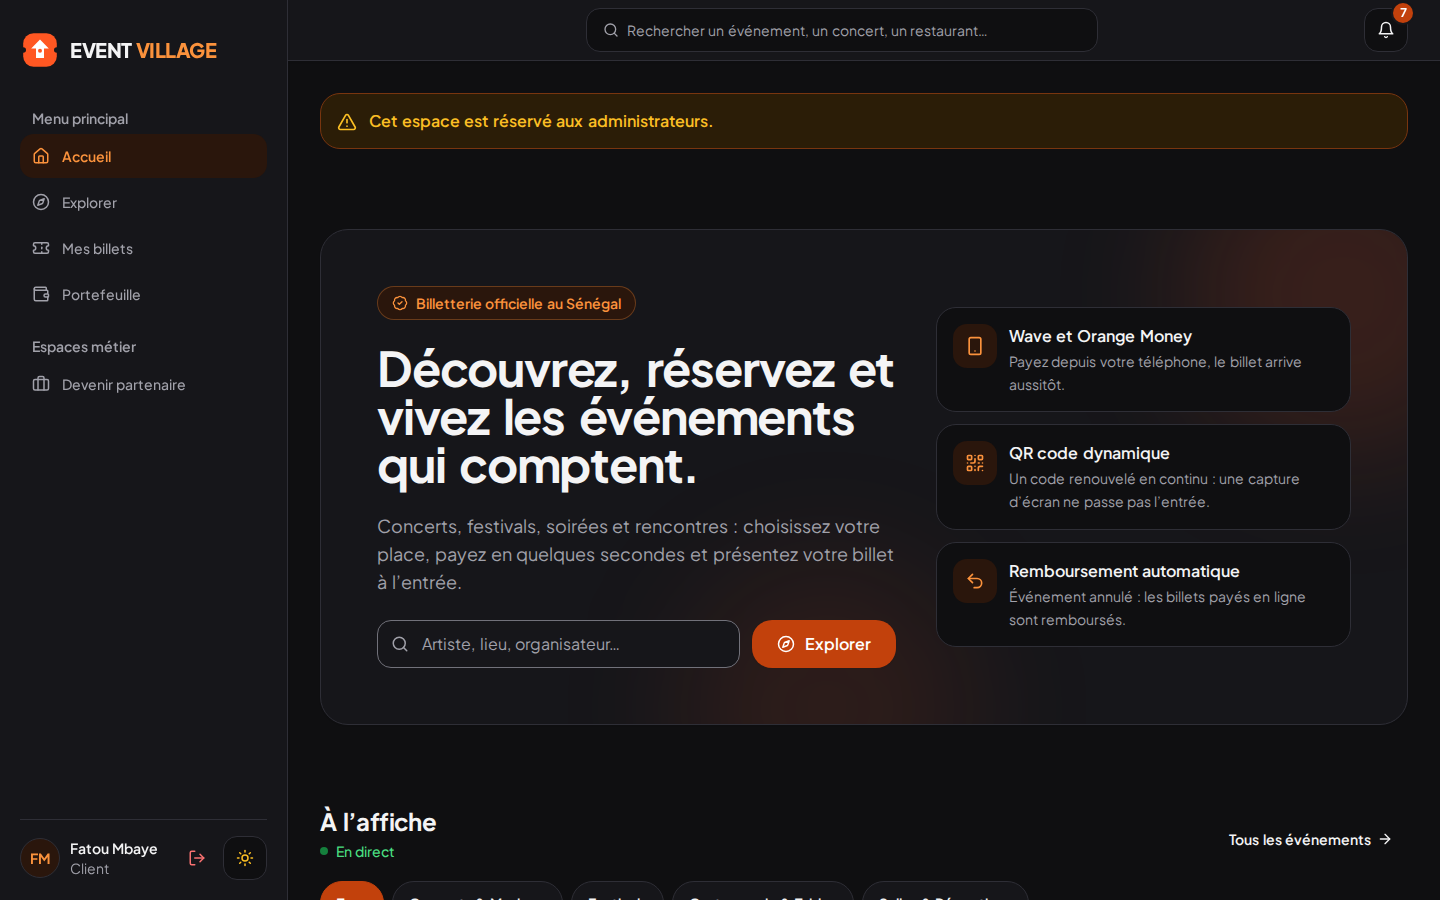 EVENT VILLAGE
Menu principal
Accueil
Explorer
Mes billets
Portefeuille
Espaces métier
Devenir partenaire
FM
Fatou Mbaye
Client
Rechercher un événement, un concert, un restaurant…
7
Cet espace est réservé aux administrateurs.
Billetterie officielle au Sénégal
Découvrez, réservez et
vivez les événements
qui comptent.
Concerts, festivals, soirées et rencontres : choisissez votre
place, payez en quelques secondes et présentez votre billet
à l’entrée.
Artiste, lieu, organisateur…
Explorer
Wave et Orange Money
Payez depuis votre téléphone, le billet arrive
aussitôt.
QR code dynamique
Un code renouvelé en continu : une capture
d’écran ne passe pas l’entrée.
Remboursement automatique
Événement annulé : les billets payés en ligne
sont remboursés.
À l’affiche
En direct
Tous les événements